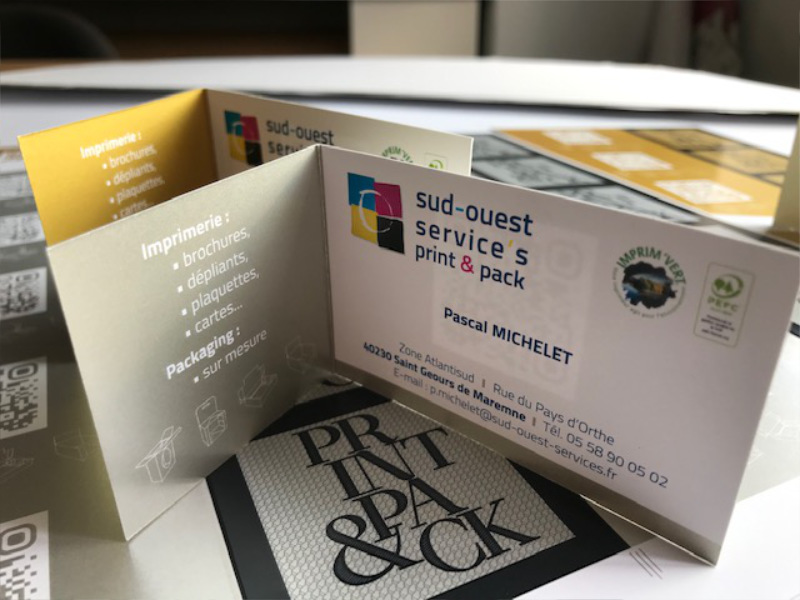 Imprimerie :
• brochures,
• dépliants,
• plaquettes,
• cartes
sud-ouest
service's
IMPRIM'VERT
Imprimerie :
• brochures,
• dépliants,
• plaquettes,
• cartes...
Packaging :
• sur mesure
sud-ouest
service's
print & pack
IMPRIM'VERT
PEFC
Pascal MICHELET
Zone Atlantisud I Rue du Pays d'Orthe
40230 Saint Geours de Maremne I Tél. 05 58 90 05 02
E-mail : p.michelet@sud-ouest-services.fr
PR
INT
PA
&CK